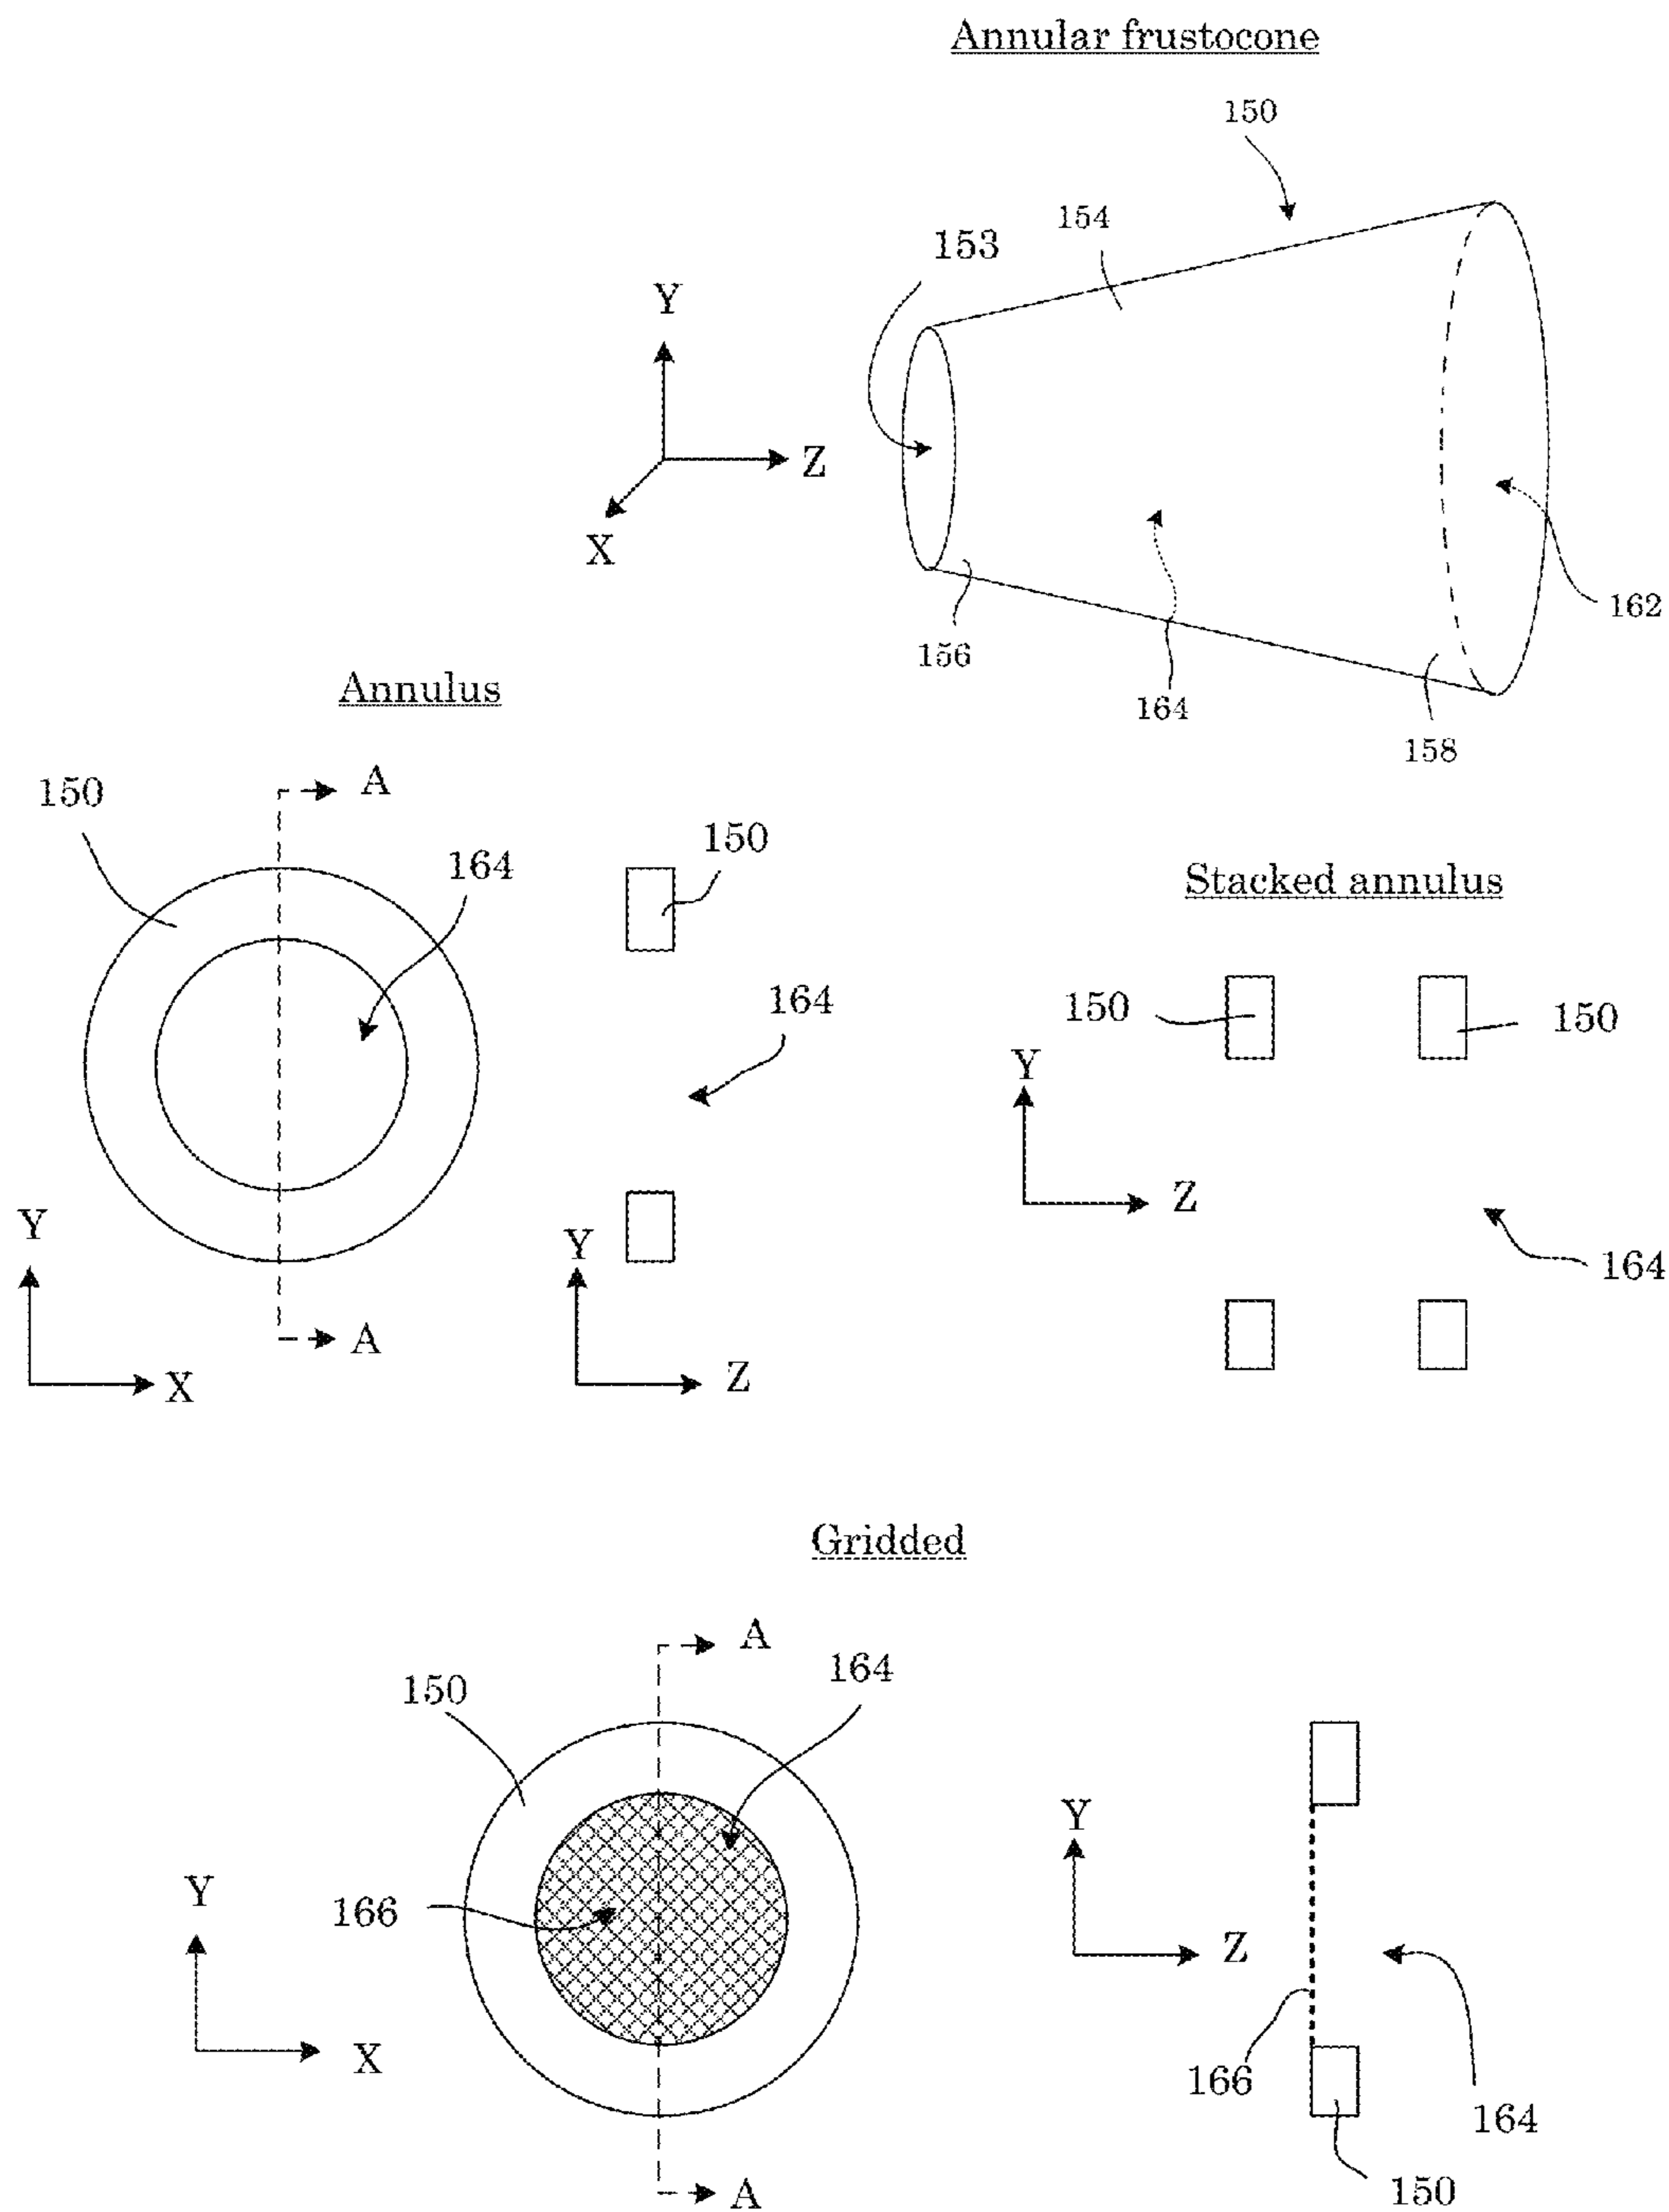 Annular frustocone
150
154
153
Y
Z
X
156
164
162
158
Annulus
150
A
164
150
164
A
Y
X
Y
Z
Stacked annulus
150
150
Y
Z
164
Gridded
A
164
150
166
Y
X
A
Y
Z
166
164
150